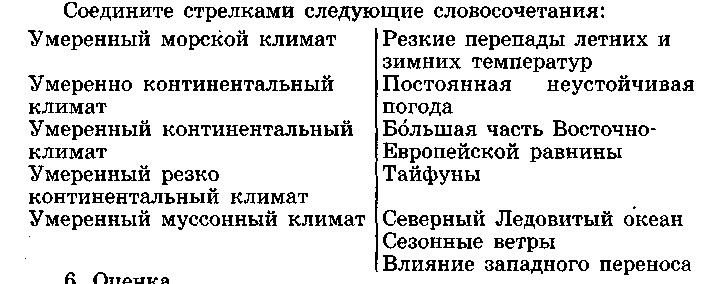 Соедините стрелками следующие словосочетания:
Умеренный морской климат
Умеренно континентальный
климат
Умеренный континентальный
климат
Умеренный резко
континентальный климат
Умеренный муссонный климат
Резкие перепады летних и
зимних температур
Постоянная неустойчивая
погода
Бо́льшая часть Восточно-
Европейской равнины
Тайфуны
Северный Ледовитый океан
Сезонные ветры
Влияние западного переноса
6. Оценка